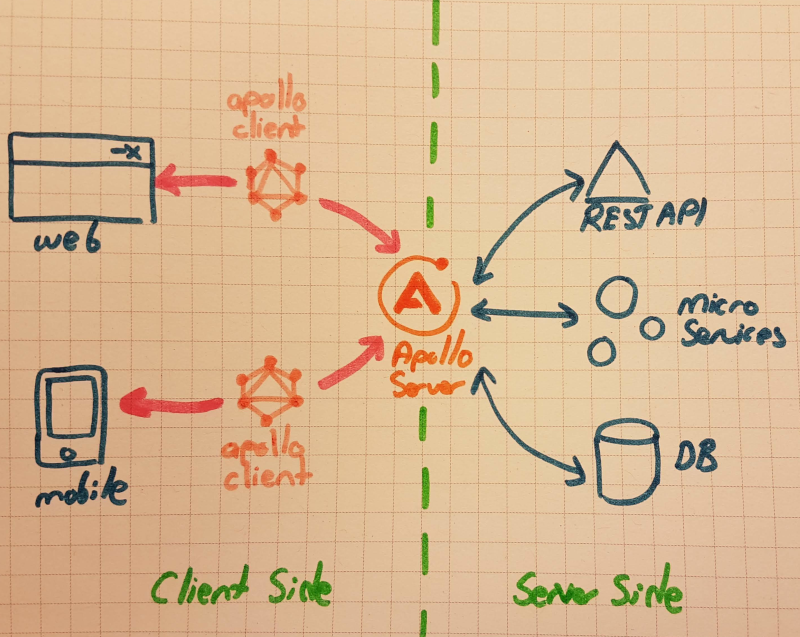 apollo
client
web
REST API
Micro
Services
Apollo
Server
mobile
apollo
client
DB
Client Side
Server Side